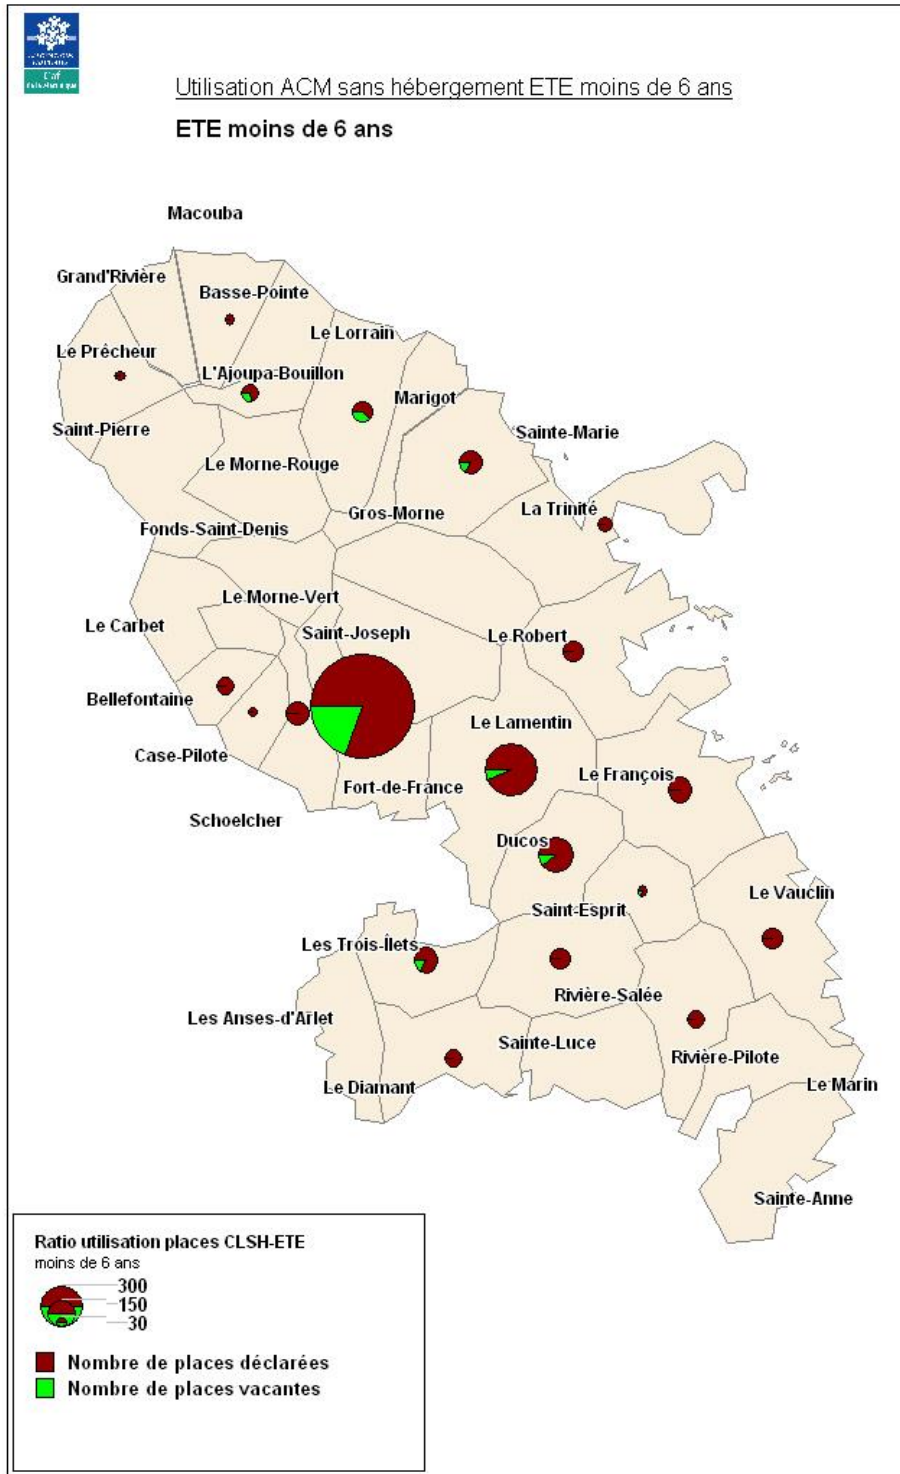 Caf
Utilisation ACM sans hébergement ETE moins de 6 ans
ETE moins de 6 ans
Macouba
Grand'Rivière
Basse-Pointe
Le Lorrain
Le Prêcheur
L'Ajoupa-Bouillon
Marigot
Saint-Pierre
Sainte-Marie
Le Morne-Rouge
La Trinité
Gros-Morne
Fonds-Saint-Denis
Le Morne-Vert
Le Carbet
Saint-Joseph
Le Robert
Bellefontaine
Le Lamentin
Case-Pilote
Le François
Fort-de-France
Schoelcher
Ducos
Le Vauclin
Saint-Esprit
Les Trois-Îlets
Rivière-Salée
Les Anses-d'Arlet
Sainte-Luce
Rivière-Pilote
Le Diamant
Le Marin
Sainte-Anne
Ratio utilisation places CLSH-ETE
moins de 6 ans
300
150
30
Nombre de places déclarées
Nombre de places vacantes